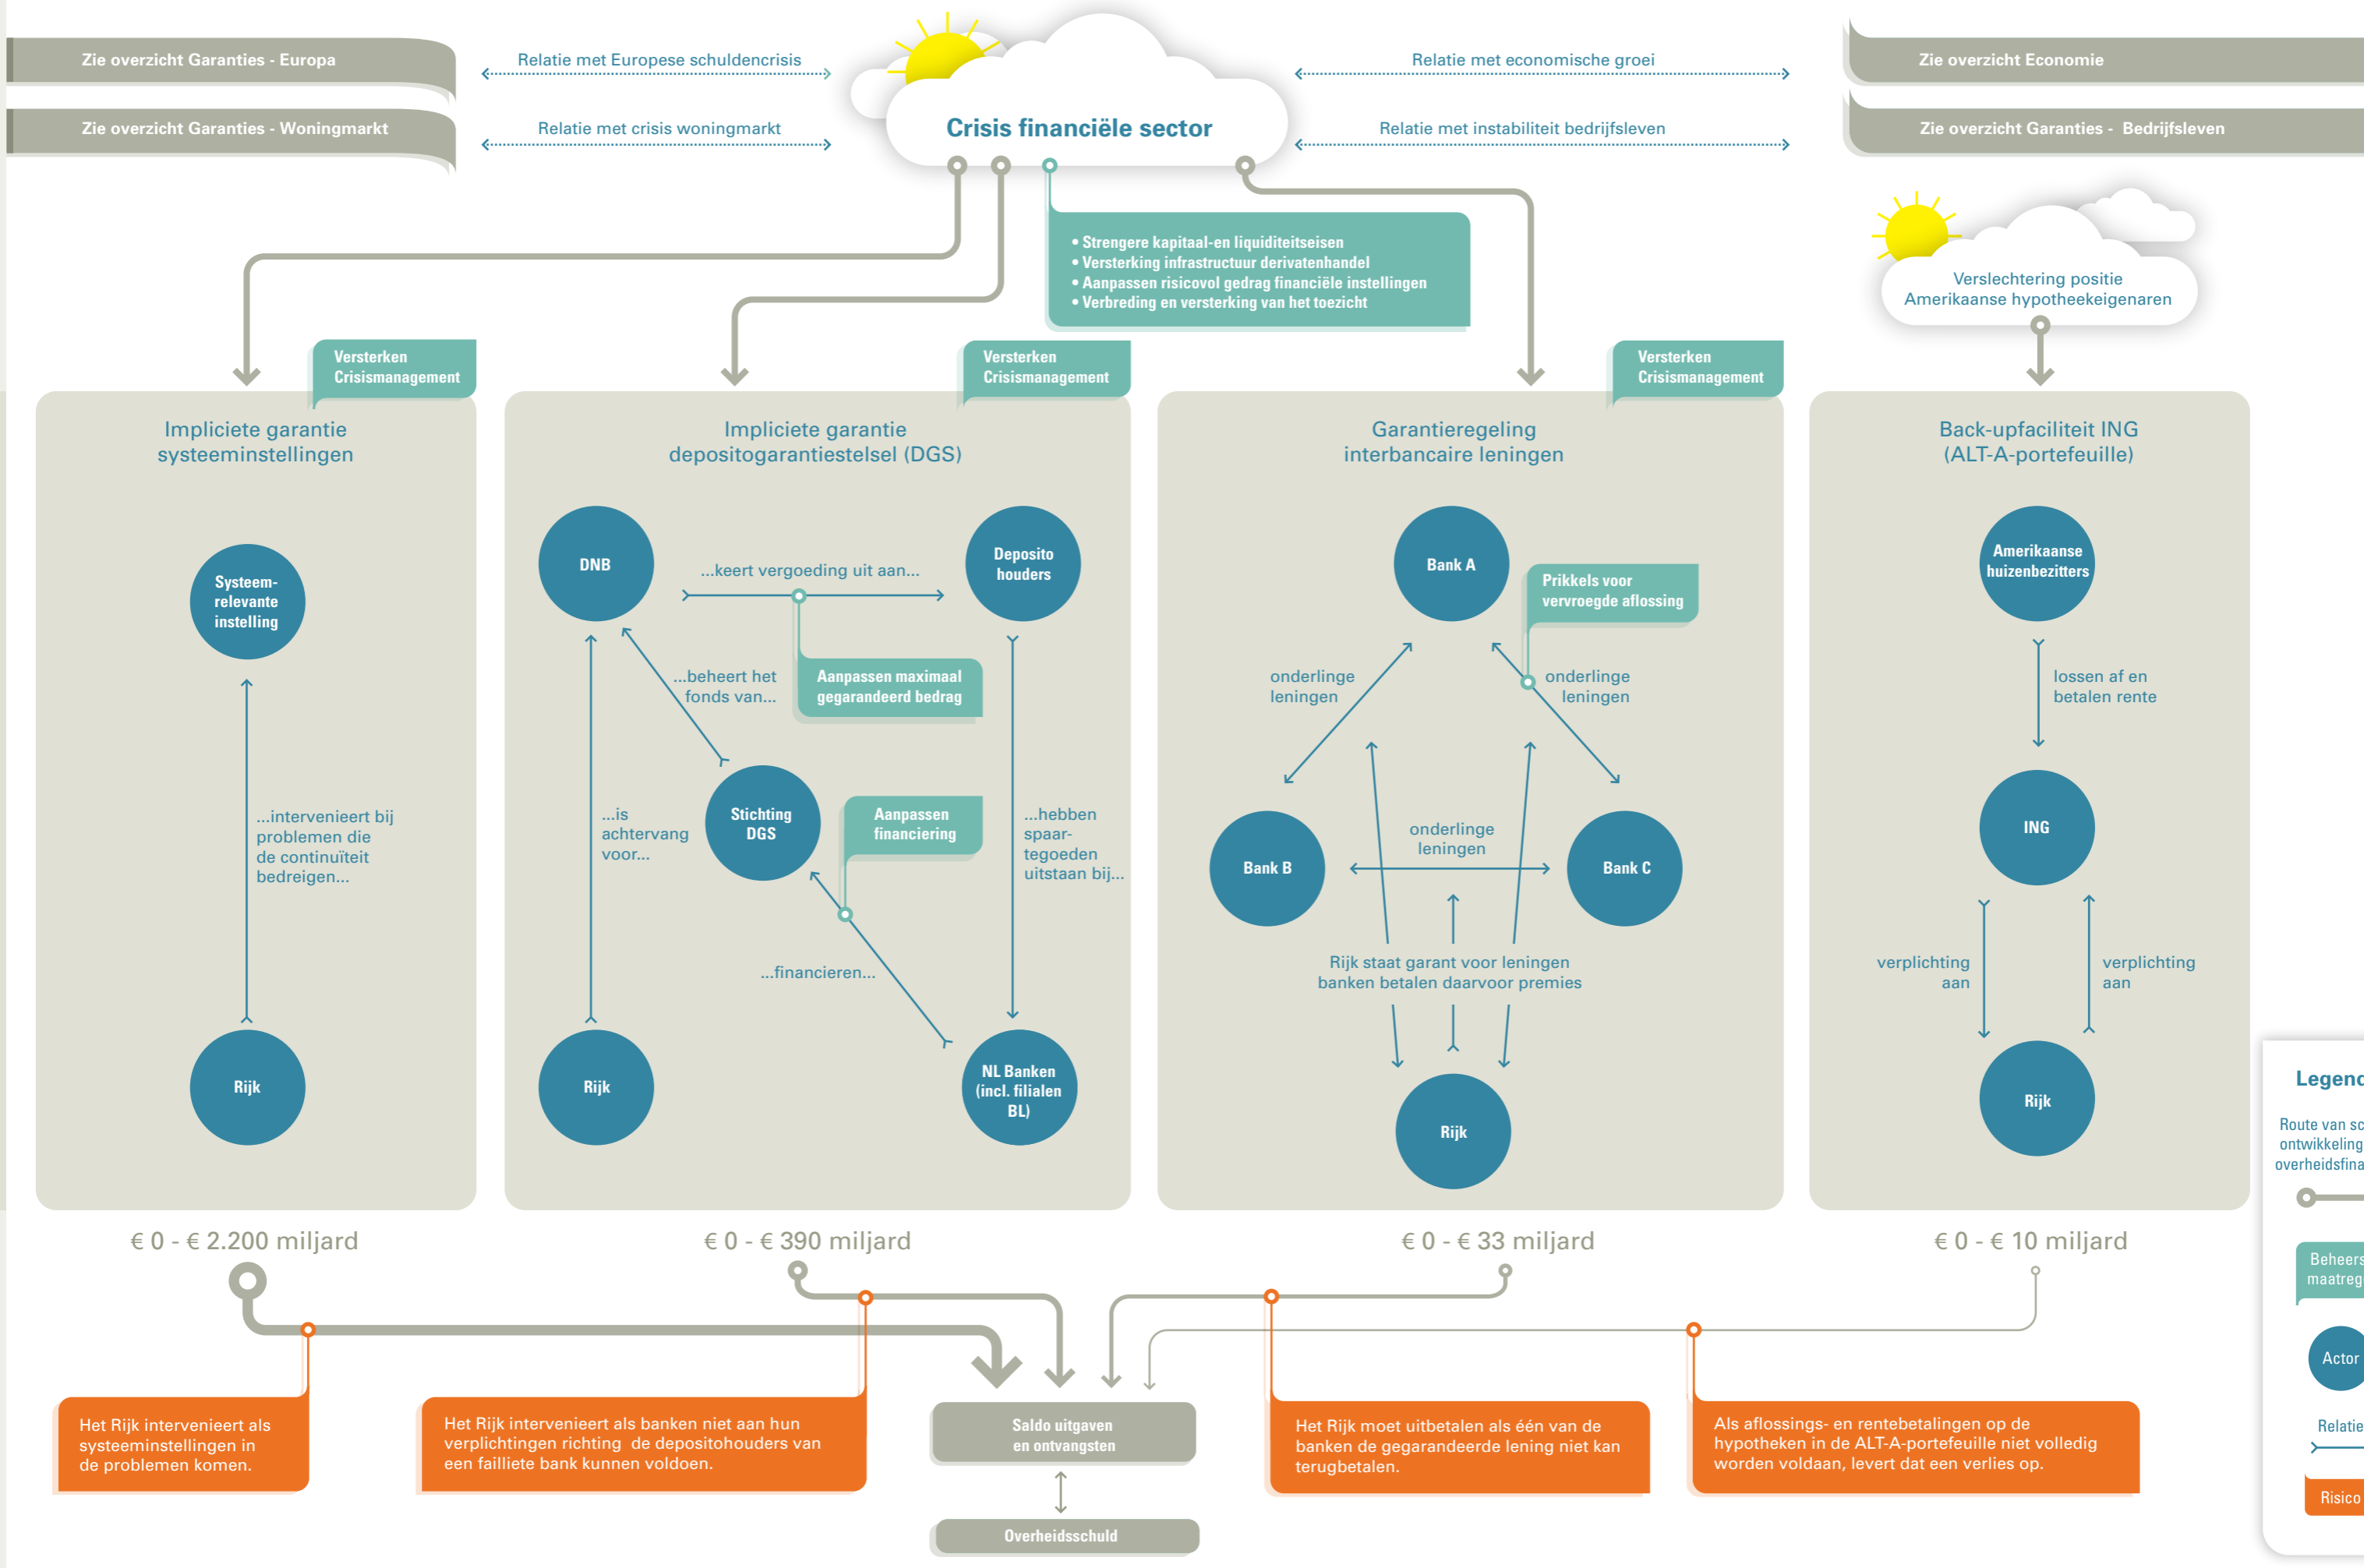 Zie overzicht Garanties - Europa
Relatie met Europese schuldencrisis
Relatie met economische groei
Zie overzicht Economie
Zie overzicht Garanties - Woningmarkt
Relatie met crisis woningmarkt
Crisis financiële sector
Relatie met instabiliteit bedrijfsleven
Zie overzicht Garanties - Bedrijfsleven
• Strengere kapitaal-en liquiditeitseisen
• Versterking infrastructuur derivatenhandel
• Aanpassen risicovol gedrag financiële instellingen
• Verbreding en versterking van het toezicht
Verslechtering positie
Amerikaanse hypotheekeigenaren
Versterken
Crisismanagement
Versterken
Crisismanagement
Versterken
Crisismanagement
Impliciete garantie
systeeminstellingen
Systeem-
relevante
instelling
...intervenieert bij
problemen die
de continuïteit
bedreigen...
Rijk
Impliciete garantie
depositogarantiestelsel (DGS)
DNB
...keert vergoeding uit aan...
Deposito
houders
...beheert het
fonds van...
Aanpassen maximaal
gegarandeerd bedrag
...is
achtervang
voor...
Stichting
DGS
Aanpassen
financiering
...hebben
spaar-
tegoeden
uitstaan bij...
...financieren...
Rijk
NL Banken
(incl. filialen
BL)
Garantieregeling
interbancaire leningen
Bank A
Prikkels voor
vervroegde aflossing
onderlinge
leningen
onderlinge
leningen
onderlinge
leningen
Bank B
Bank C
Rijk staat garant voor leningen
banken betalen daarvoor premies
Rijk
Back-upfaciliteit ING
(ALT-A-portefeuille)
Amerikaanse
huizenbezitters
lossen af en
betalen rente
ING
verplichting
aan
verplichting
aan
Rijk
€ 0 - € 2.200 miljard
€ 0 - € 390 miljard
€ 0 - € 33 miljard
€ 0 - € 10 miljard
Het Rijk intervenieert als
systeeminstellingen in
de problemen komen.
Het Rijk intervenieert als banken niet aan hun
verplichtingen richting de depositohouders van
een failliete bank kunnen voldoen.
Saldo uitgaven
en ontvangsten
Overheidsschuld
Het Rijk moet uitbetalen als één van de
banken de gegarandeerde lening niet kan
terugbetalen.
Als aflossings- en rentebetalingen op de
hypotheken in de ALT-A-portefeuille niet volledig
worden voldaan, levert dat een verlies op.
Legend
Route van sc
ontwikkeling
overheidsfina
Beheers
maatreg
Actor
Relatie
Risico